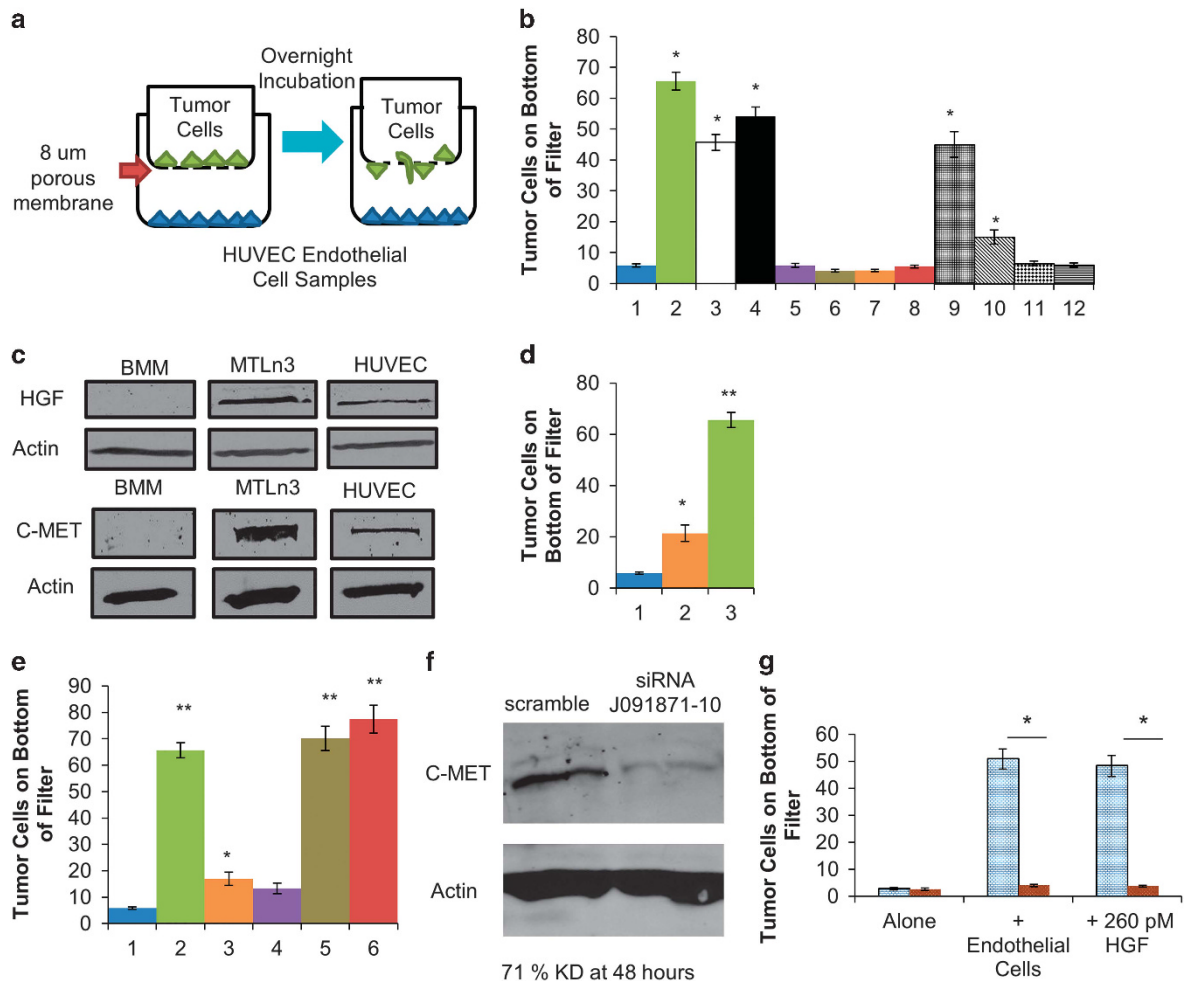 a
Overnight
Incubation
Tumor
Cells
Tumor
Cells
8 um
porous
membrane
HUVEC Endothelial
Cell Samples
b
Tumor Cells on Bottom
of Filter
80
70
60
50
40
30
20
10
0
*
*
*
*
*
1 2 3 4 5 6 7 8 9 10 11 12
c
BMM MTLn3 HUVEC
HGF
Actin
BMM MTLn3 HUVEC
C-MET
Actin
d
Tumor Cells on
Bottom of Filter
80
60
40
20
0
*
**
1 2 3
e
Tumor Cells on Bottom
of Filter
90
80
70
60
50
40
30
20
10
0
**
*
**
**
1 2 3 4 5 6
f
scramble
siRNA
J091871-10
C-MET
Actin
71 % KD at 48 hours
g
Tumor Cells on Bottom of
Filter
60
50
40
30
20
10
0
*
*
Alone
+
Endothelial
Cells
+ 260 pM
HGF